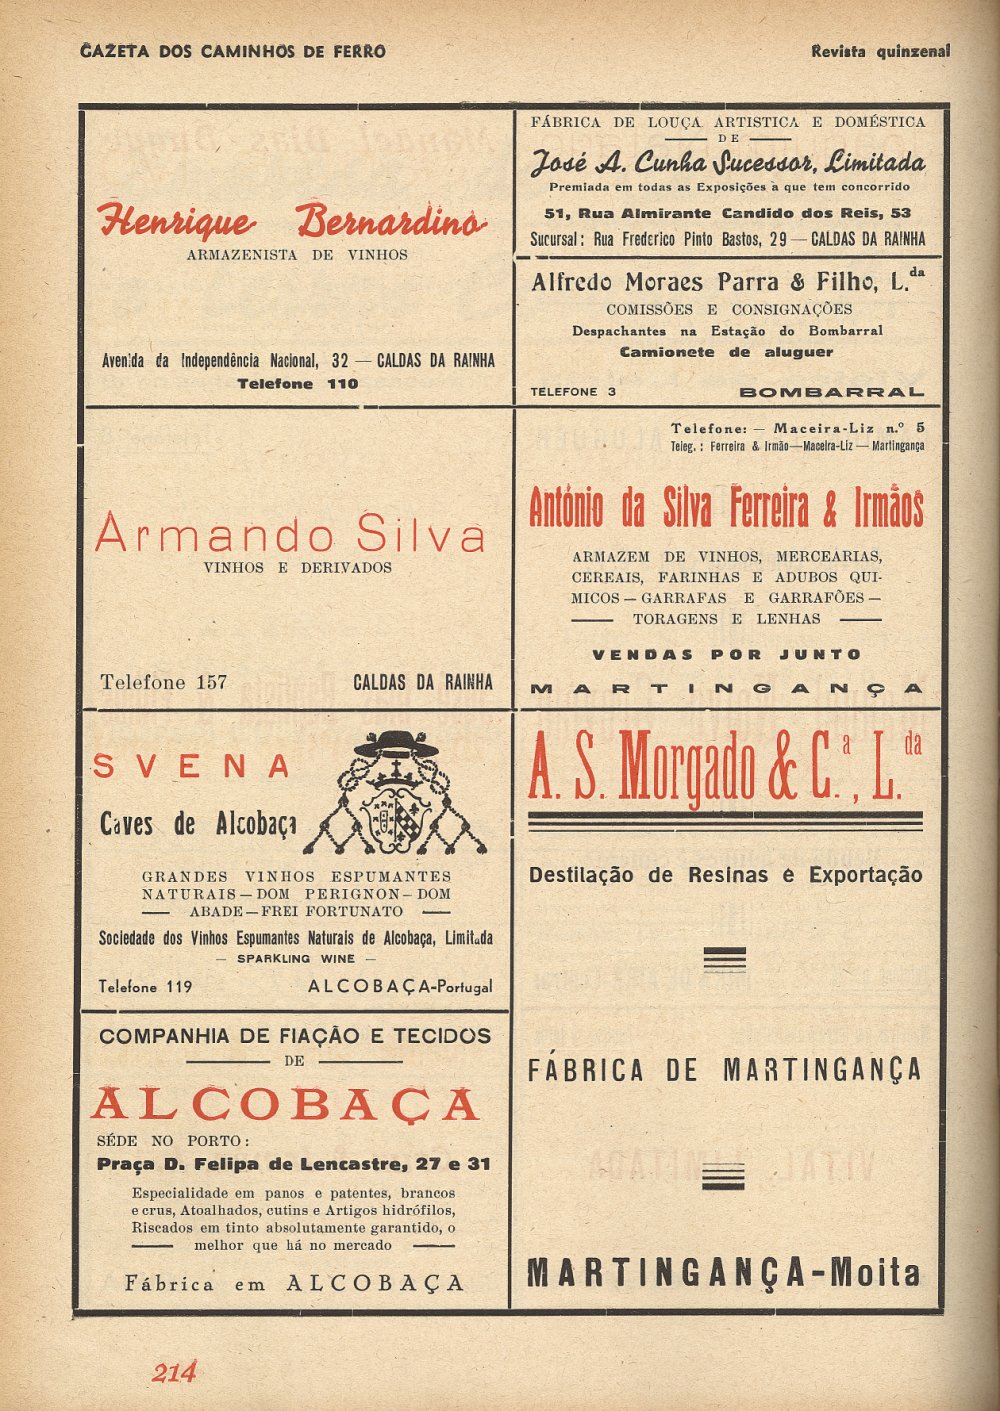 GAZETA DOS CAMINHOS DE FERRO
Revista quinzenal
Henrique Bernardino
ARMAZENISTA DE VINHOS
Avenida da Independência Nacional, 32 — CALDAS DA RAINHA
Telefone 110
FÁBRICA DE LOUÇA ARTISTICA E DOMÉSTICA
— DE —
José A. Cunha Sucessor, Limitada
Premiada em todas as Exposições a que tem concorrido
51, Rua Almirante Candido dos Reis, 53
Sucursal: Rua Frederico Pinto Bastos, 29 — CALDAS DA RAINHA
Alfredo Moraes Parra & Filho, L.da
COMISSÕES E CONSIGNAÇÕES
Despachantes na Estação do Bombarral
Camionete de aluguer
TELEFONE 3 BOMBARRAL
Armando Silva
VINHOS E DERIVADOS
Telefone 157 CALDAS DA RAINHA
Telefone: — Maceira-Liz n.º 5
Teleg.: Ferreira & Irmão—Maceira-Liz — Martingança
António da Silva Ferreira & Irmãos
ARMAZEM DE VINHOS, MERCEARIAS,
CEREAIS, FARINHAS E ADUBOS QUI-
MICOS — GARRAFAS E GARRAFÕES —
— TORAGENS E LENHAS —
VENDAS POR JUNTO
MARTINGANÇA
SVENA
Caves de Alcobaça
GRANDES VINHOS ESPUMANTES
NATURAIS — DOM PERIGNON — DOM
— ABADE — FREI FORTUNATO —
Sociedade dos Vinhos Espumantes Naturais de Alcobaça, Limitada
— SPARKLING WINE —
Telefone 119 ALCOBAÇA-Portugal
A. S. Morgado & C.a, L.da
Destilação de Resinas e Exportação
FÁBRICA DE MARTINGANÇA
MARTINGANÇA-Moita
COMPANHIA DE FIAÇÃO E TECIDOS
— DE —
ALCOBAÇA
SÉDE NO PORTO:
Praça D. Felipa de Lencastre, 27 e 31
Especialidade em panos e patentes, brancos
e crus, Atoalhados, cutins e Artigos hidrófilos,
Riscados em tinto absolutamente garantido, o
— melhor que há no mercado —
Fábrica em ALCOBAÇA
214